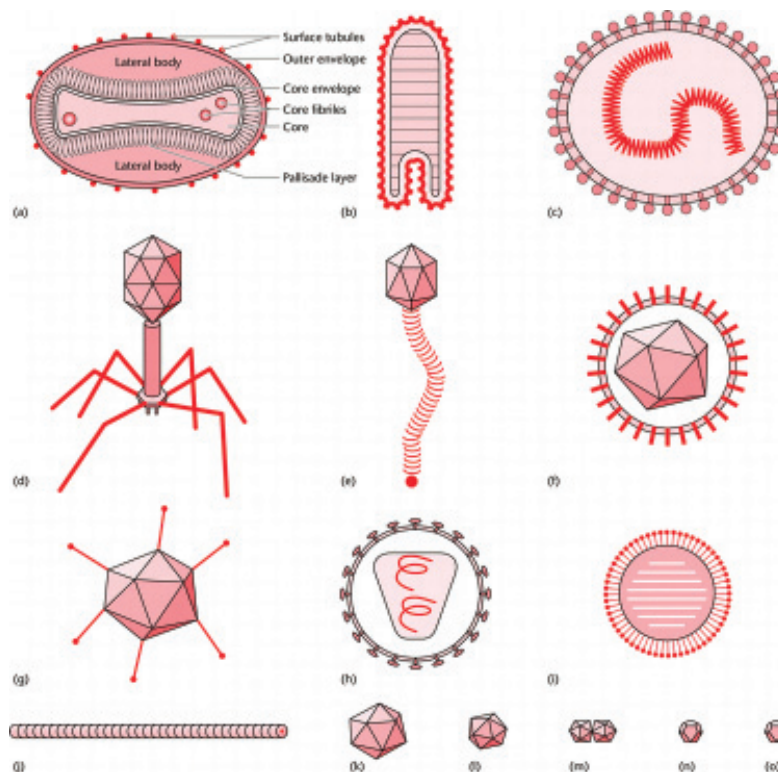 Surface tubules
Outer envelope
Lateral body
Core envelope
Core fibriles
Core
Lateral body
Pallisade layer
(a)
(b)
(c)
(d)
(e)
(f)
(g)
(h)
(i)
(j)
(k)
(l)
(m)
(n)